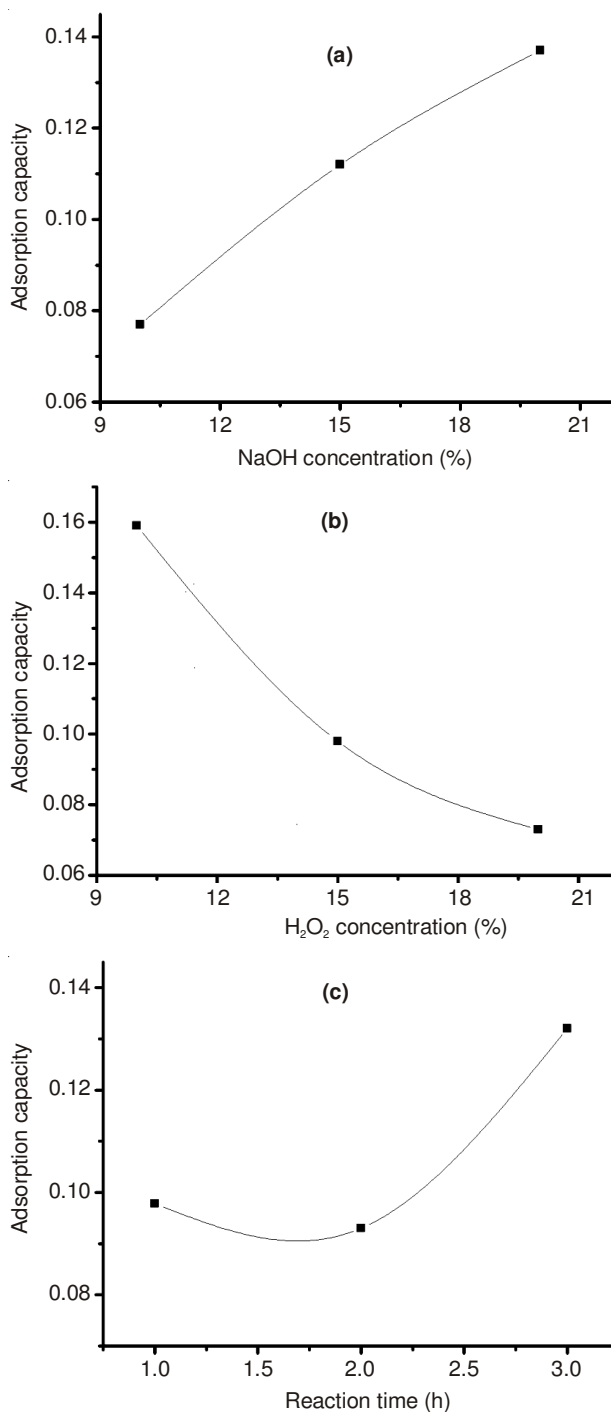 (a)
Adsorption capacity
0.14
0.12
0.10
0.08
0.06
9 12 15 18 21
NaOH concentration (%)
(b)
Adsorption capacity
0.16
0.14
0.12
0.10
0.08
0.06
9 12 15 18 21
H₂O₂ concentration (%)
(c)
Adsorption capacity
0.14
0.12
0.10
0.08
1.0 1.5 2.0 2.5 3.0
Reaction time (h)